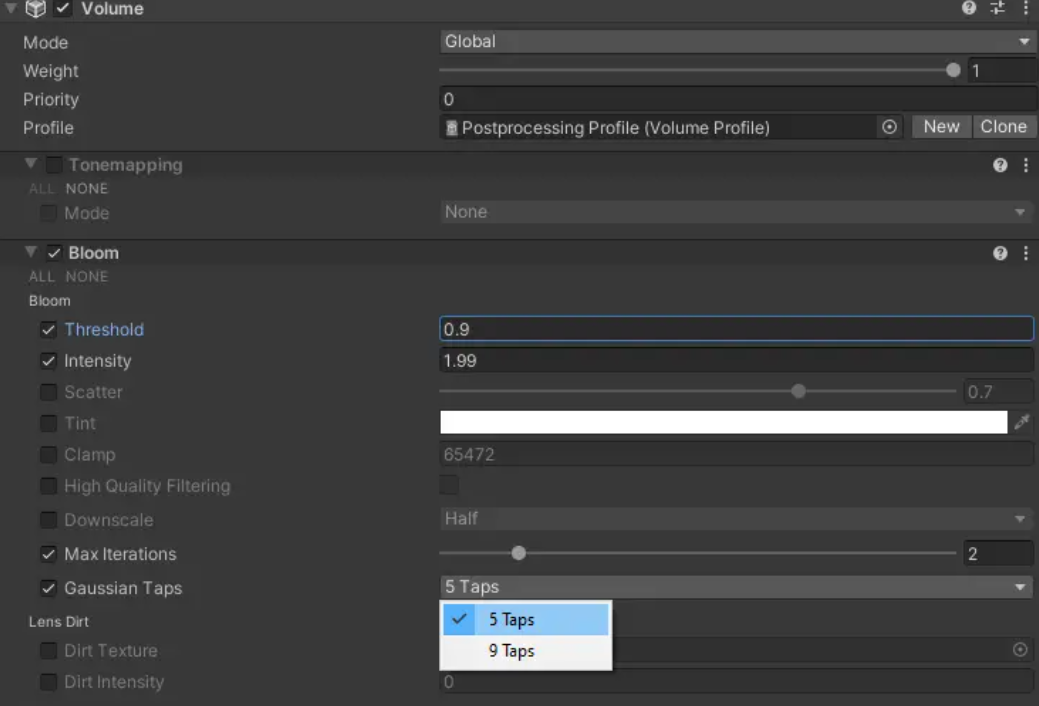 Volume
Mode Global
Weight 1
Priority 0
Profile Postprocessing Profile (Volume Profile) New Clone
Tonemapping
ALL NONE
Mode None
Bloom
ALL NONE
Bloom
Threshold 0.9
Intensity 1.99
Scatter 0.7
Tint
Clamp 65472
High Quality Filtering
Downscale Half
Max Iterations 2
Gaussian Taps 5 Taps
5 Taps
Lens Dirt
9 Taps
Dirt Texture
Dirt Intensity 0